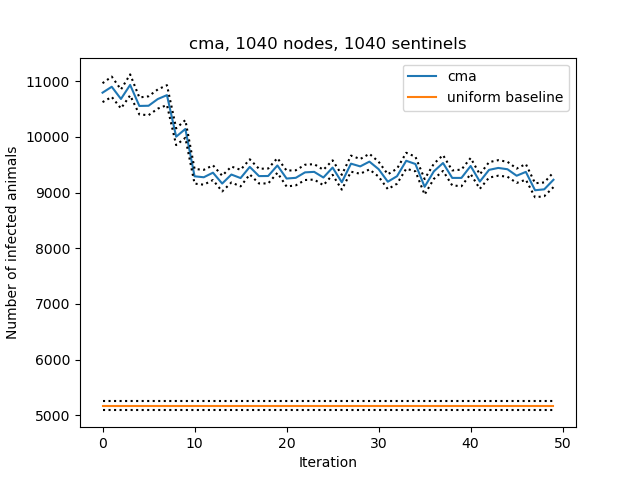 cma, 1040 nodes, 1040 sentinels
cma
uniform baseline
Number of infected animals
11000
10000
9000
8000
7000
6000
5000
0 10 20 30 40 50
Iteration